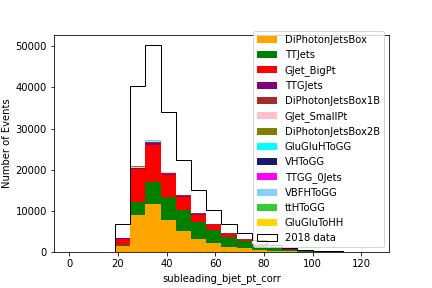 DiPhotonJetsBox
TTJets
GJet_BigPt
TTGJets
DiPhotonJetsBox1B
GJet_SmallPt
DiPhotonJetsBox2B
GluGluHToGG
VHToGG
TTGG_0Jets
VBFHToGG
ttHToGG
GluGluToHH
2018 data
Number of Events
50000
40000
30000
20000
10000
0
0 20 40 60 80 100 120
subleading_bjet_pt_corr